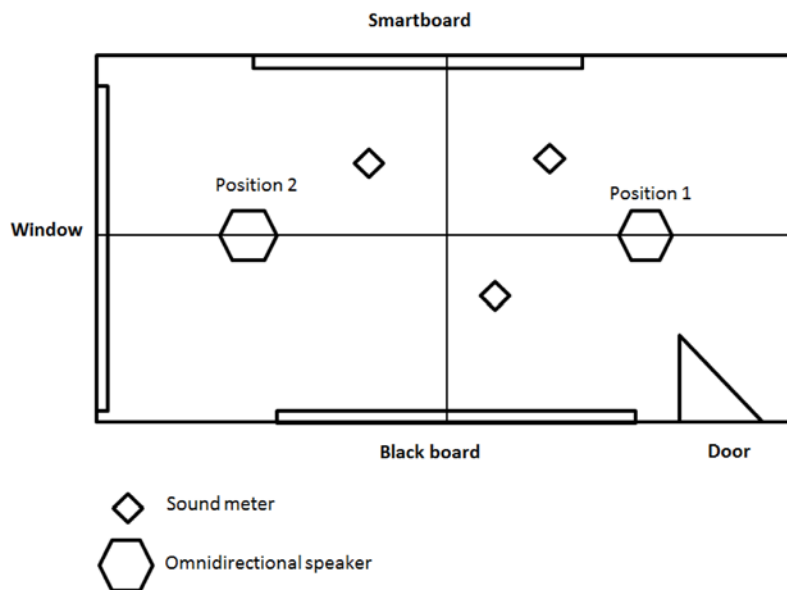 Smartboard
Position 2
Position 1
Window
Black board
Door
Sound meter
Omnidirectional speaker